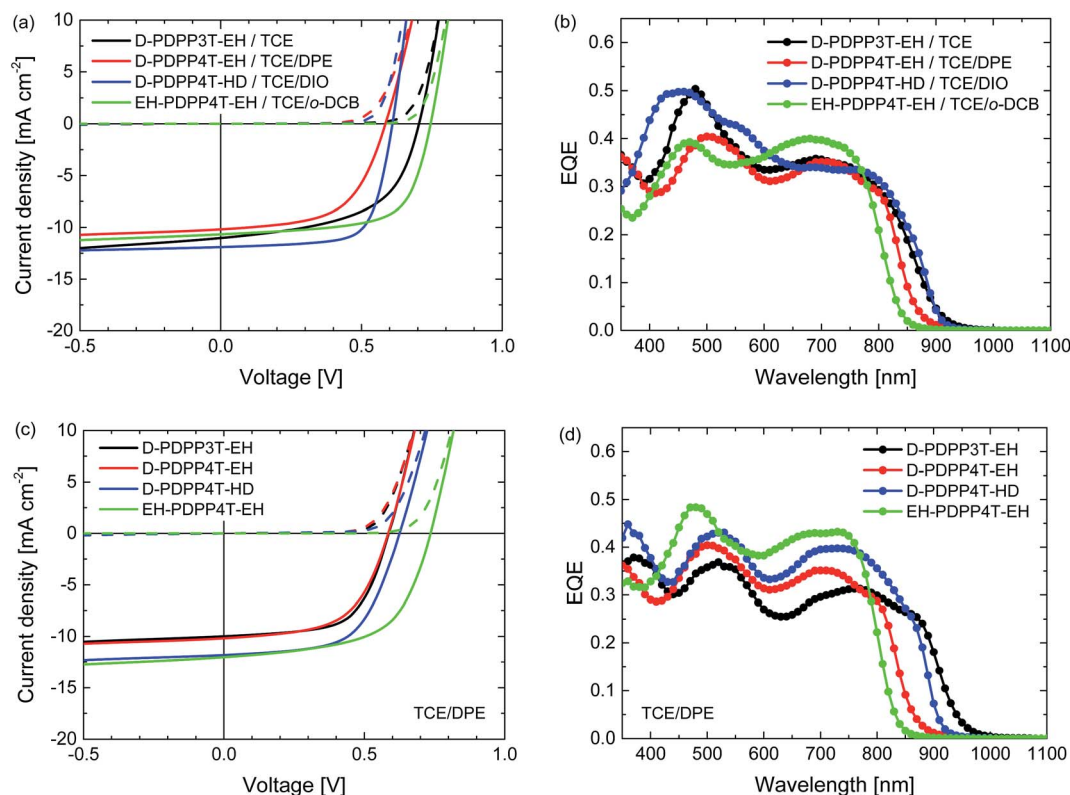 (a)
10
5
0
-5
-10
-15
-20
Current density [mA cm⁻²]
D-PDPP3T-EH / TCE
D-PDPP4T-EH / TCE/DPE
D-PDPP4T-HD / TCE/DIO
EH-PDPP4T-EH / TCE/o-DCB
-0.5 0.0 0.5 1.0
Voltage [V]
(b)
0.6
0.5
0.4
0.3
0.2
0.1
0.0
EQE
D-PDPP3T-EH / TCE
D-PDPP4T-EH / TCE/DPE
D-PDPP4T-HD / TCE/DIO
EH-PDPP4T-EH / TCE/o-DCB
400 500 600 700 800 900 1000 1100
Wavelength [nm]
(c)
10
5
0
-5
-10
-15
-20
Current density [mA cm⁻²]
D-PDPP3T-EH
D-PDPP4T-EH
D-PDPP4T-HD
EH-PDPP4T-EH
TCE/DPE
-0.5 0.0 0.5 1.0
Voltage [V]
(d)
0.6
0.5
0.4
0.3
0.2
0.1
0.0
EQE
D-PDPP3T-EH
D-PDPP4T-EH
D-PDPP4T-HD
EH-PDPP4T-EH
TCE/DPE
400 500 600 700 800 900 1000 1100
Wavelength [nm]